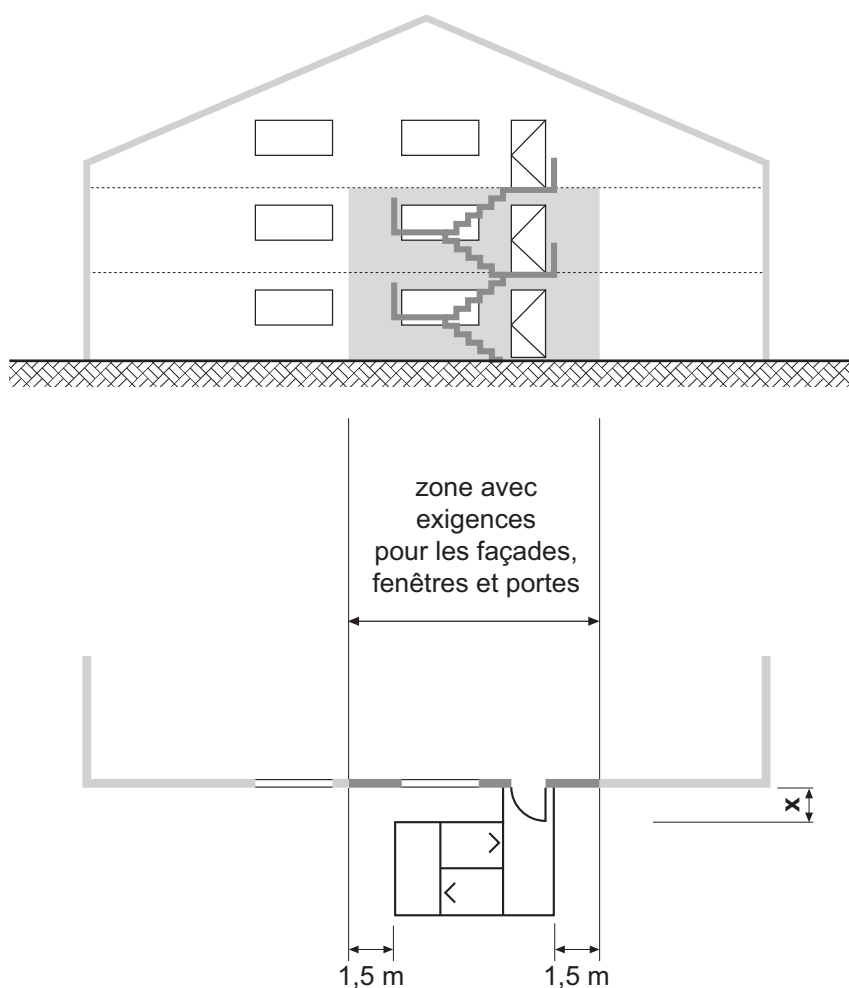 zone avec
exigences
pour les façades,
fenêtres et portes
x
1,5 m
1,5 m